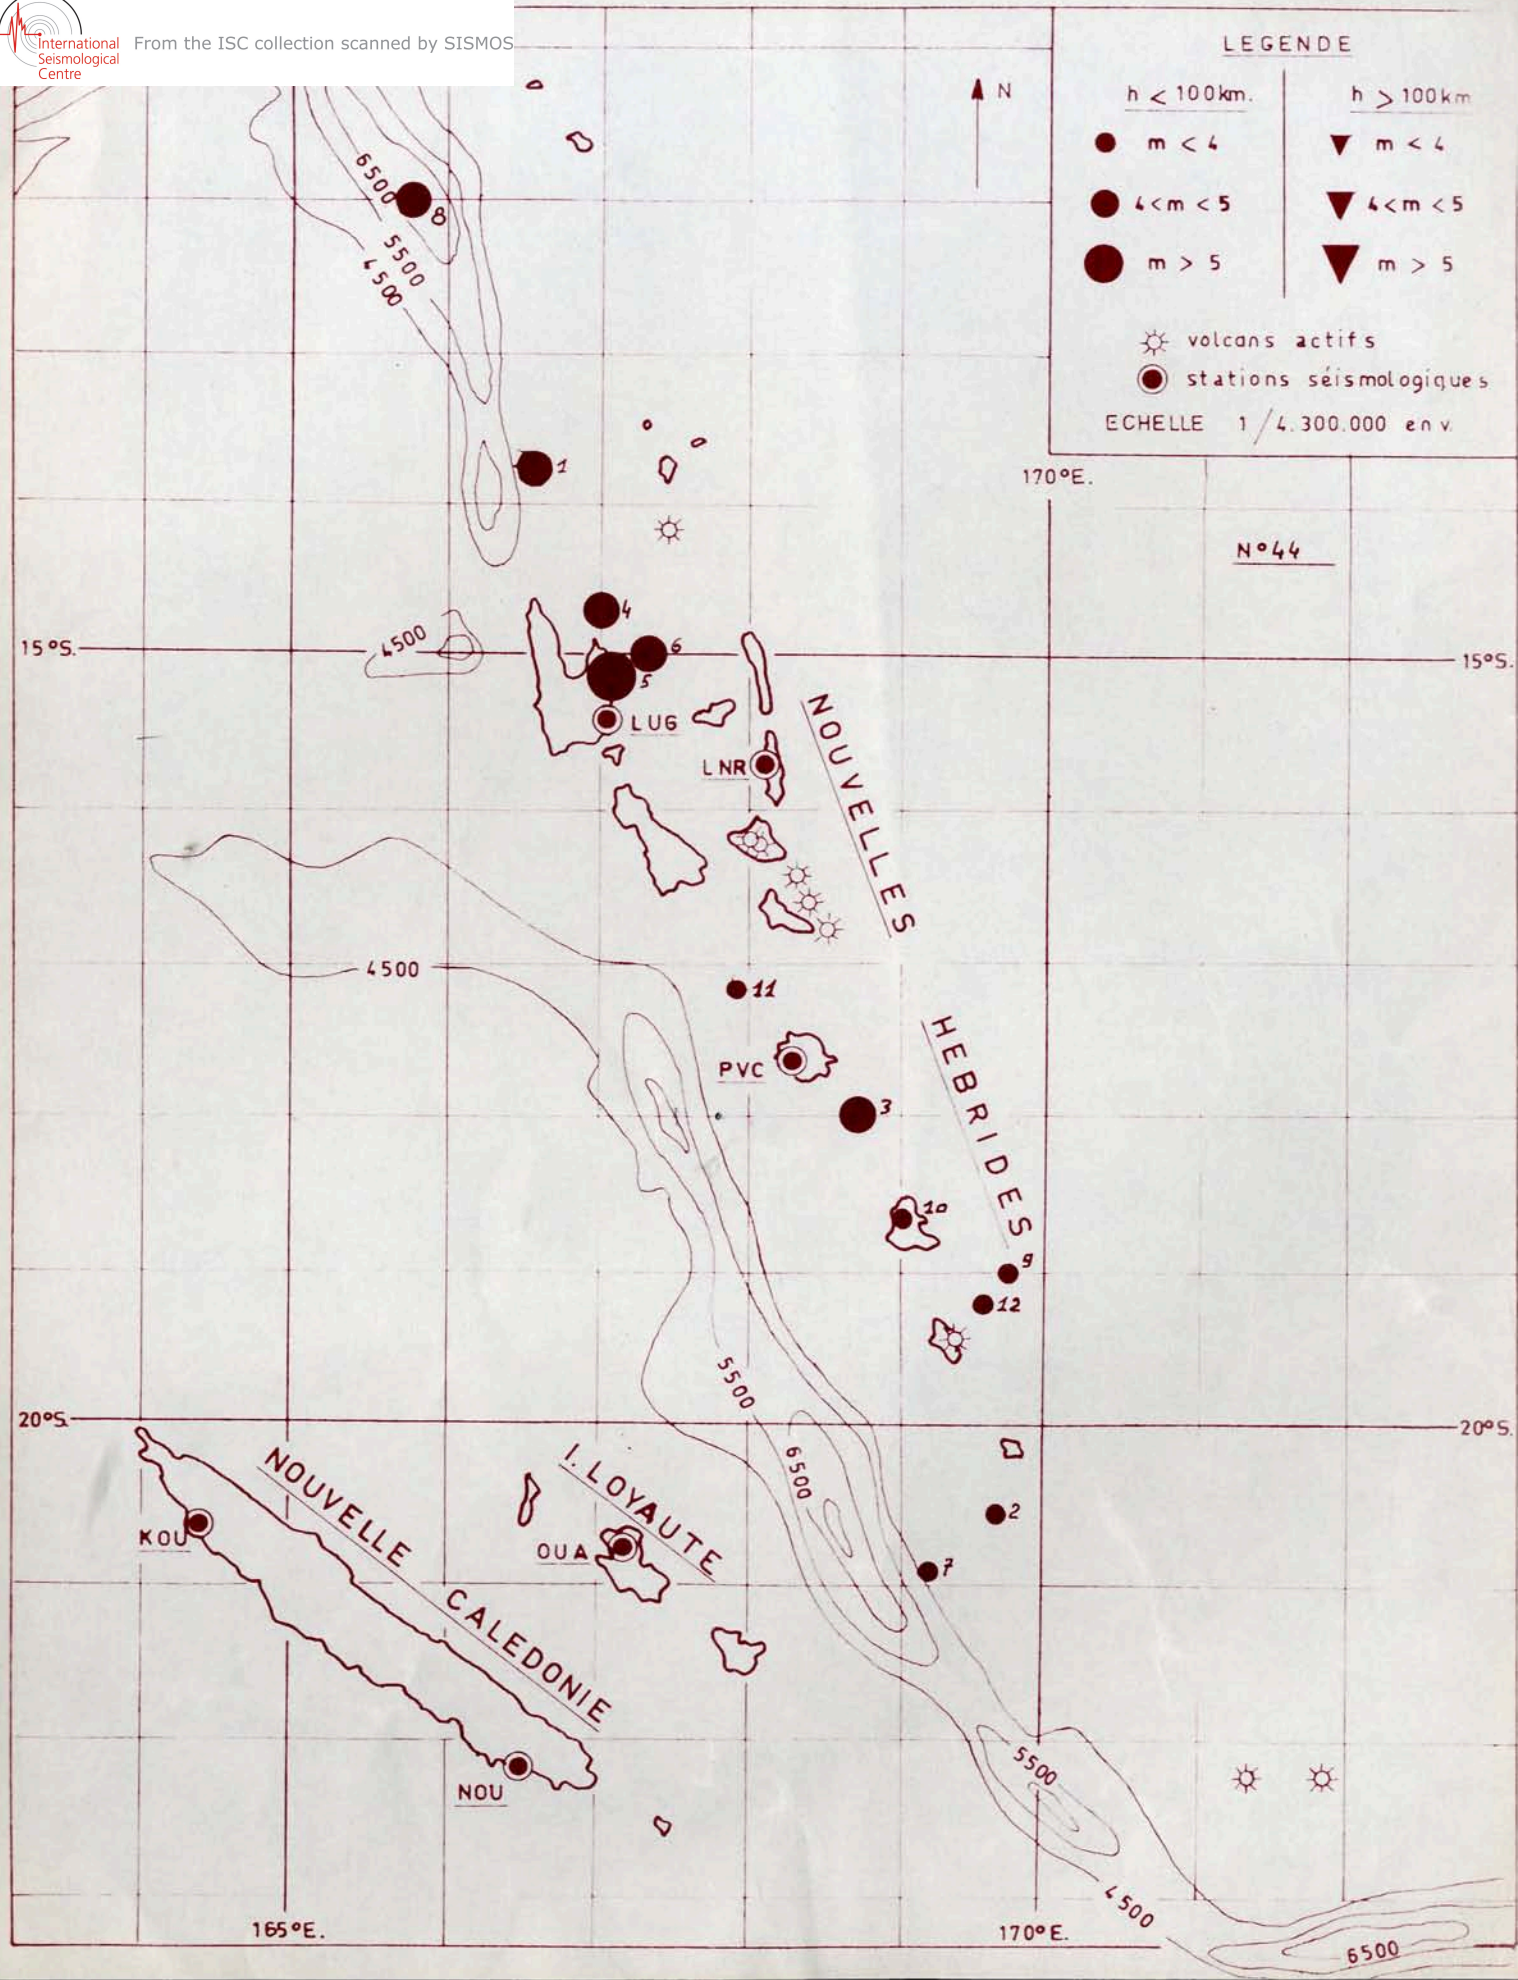 International
Seismological
Centre
From the ISC collection scanned by SISMOS
LEGENDE
h < 100km.
h > 100km
m < 4
m < 4
4<m < 5
4<m < 5
m > 5
m > 5
volcans actifs
stations séismologiques
ECHELLE 1/4.300.000 env.
N
6500
8
5500
4500
1
170°E.
N°44
4
15°S.
4500
6
15°S.
5
LUG
NOUVELLES
LNR
4500
11
HEBRIDES
PVC
3
10
9
12
5500
20°S.
20°S.
NOUVELLE CALEDONIE
I. LOYAUTE
6500
KOU
OUA
2
7
NOU
5500
4500
165°E.
170°E.
6500